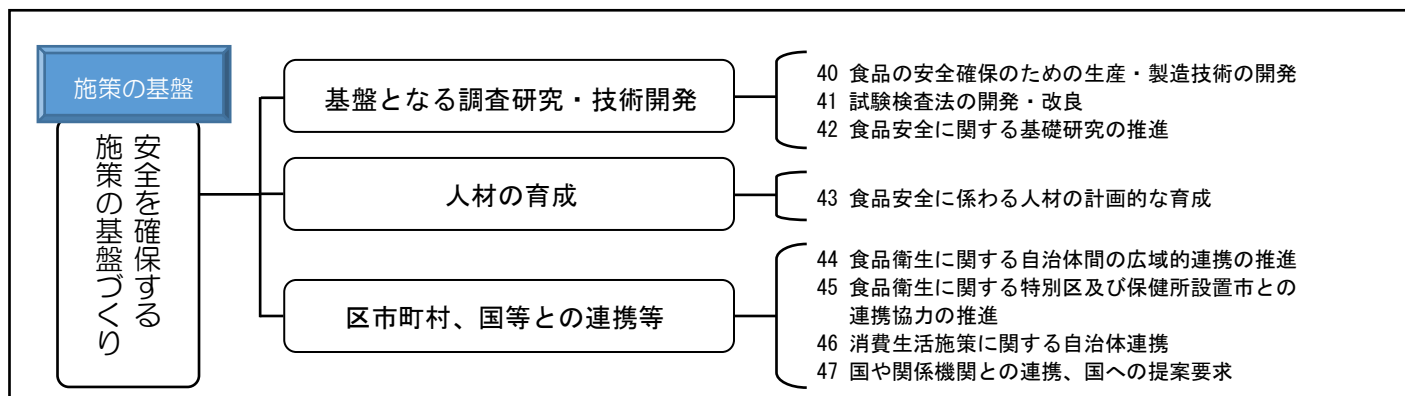 施策の基盤
安全を確保する
施策の基盤づくり
基盤となる調査研究・技術開発
40 食品の安全確保のための生産・製造技術の開発
41 試験検査法の開発・改良
42 食品安全に関する基礎研究の推進
人材の育成
43 食品安全に係わる人材の計画的な育成
区市町村、国等との連携等
44 食品衛生に関する自治体間の広域的連携の推進
45 食品衛生に関する特別区及び保健所設置市との
連携協力の推進
46 消費生活施策に関する自治体連携
47 国や関係機関との連携、国への提案要求